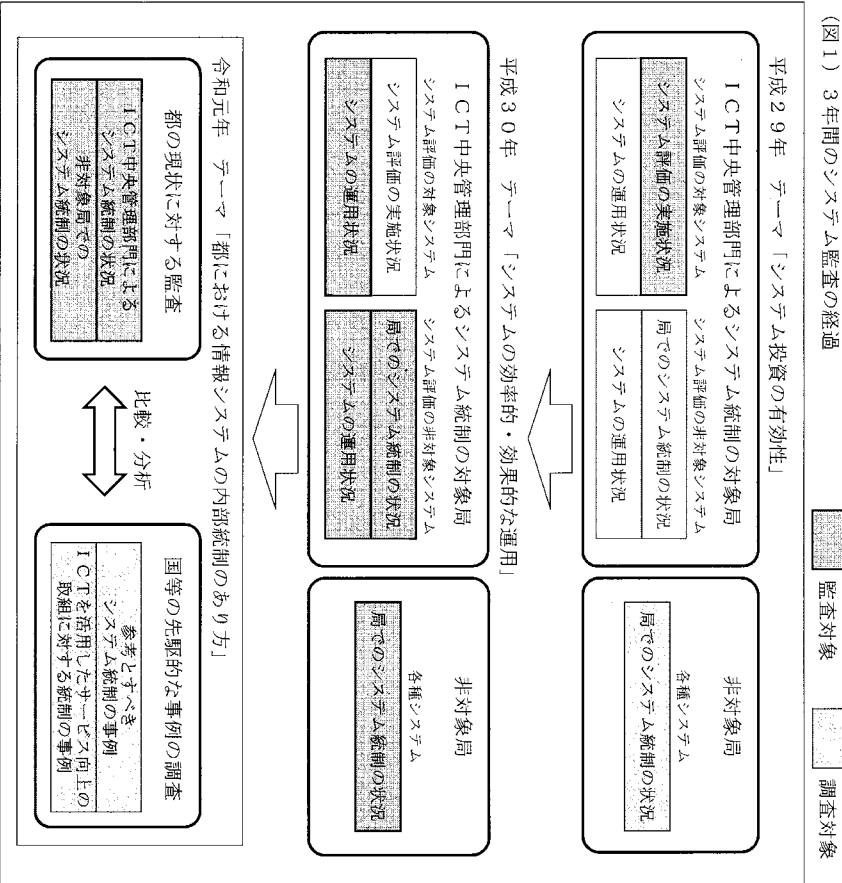 (図1) 3年間のシステム監査の経過
監査対象
調査対象
平成29年 テーマ「システム投資の有効性」
ICT中央管理部門によるシステム統制の対象局
システム評価の対象システム
システム評価の実施状況
システムの運用状況
システム評価の非対象システム
局でのシステム統制の状況
システムの運用状況
非対象局
各種システム
局でのシステム統制の状況
平成30年 テーマ「システムの効率的・効果的な運用」
ICT中央管理部門によるシステム統制の対象局
システム評価の対象システム
システム評価の実施状況
システムの運用状況
システム評価の非対象システム
局でのシステム統制の状況
システムの運用状況
非対象局
各種システム
局でのシステム統制の状況
令和元年 テーマ「都における情報システムの内部統制のあり方」
都の現状に対する監査
ICT中央管理部門による
システム統制の状況
非対象局での
システム統制の状況
比較・分析
国等の先駆的な事例の調査
参考とすべき
システム統制の事例
ICTを活用したサービス向上の
取組に対する統制の事例